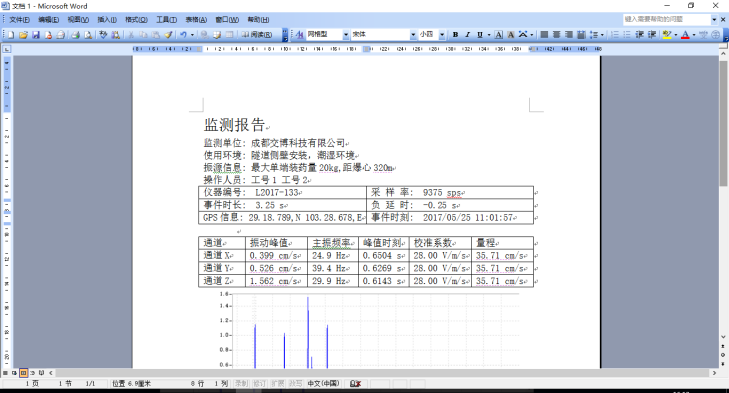 文档 1 - Microsoft Word
文件(F) 编辑(E) 视图(V) 插入(I) 格式(O) 工具(T) 表格(A) 窗口(W) 帮助(H) 键入需要帮助的问题
阅读(R) 网格型 宋体 小四 B I U A A A
监测报告
监测单位: 成都交博科技有限公司
使用环境: 隧道侧壁安装, 潮湿环境
振源信息: 最大单端装药量 20kg,距爆心 320m
操作人员: 工号1 工号2
仪器编号: L2017-133 采 样 率: 9375 sps
事件时长: 3.25 s 负 延 时: -0.25 s
GPS 信息: 29.18.789,N 103.28.678,E 事件时刻: 2017/05/25 11:01:57
通道 振动峰值 主振频率 峰值时刻 校准系数 量程
通道X 0.399 cm/s 24.9 Hz 0.6504 s 28.00 V/m/s 35.71 cm/s
通道Y 0.526 cm/s 39.4 Hz 0.6269 s 28.00 V/m/s 35.71 cm/s
通道Z 1.562 cm/s 29.9 Hz 0.6143 s 28.00 V/m/s 35.71 cm/s
1.6
1.4
1.2
1.0
0.8
0.6
1 页 1 节 1/1 位置 6.9厘米 8 行 1 列 录制 修订 扩展 改写 中文(中国)